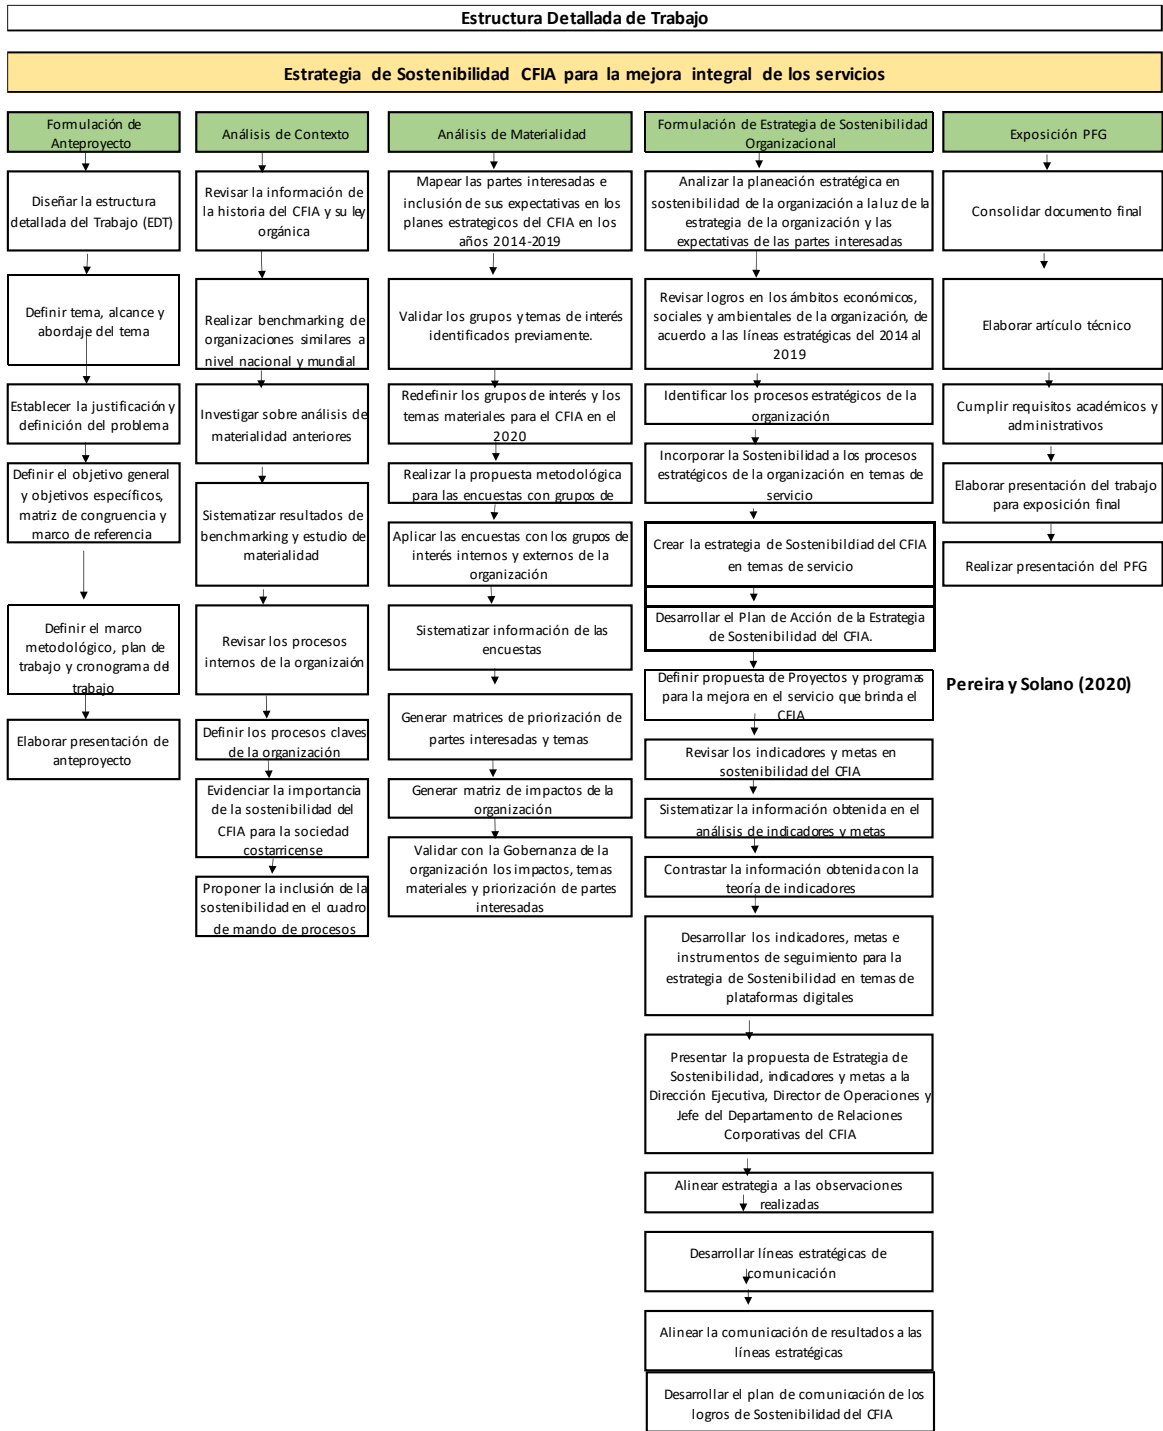 Estructura Detallada de Trabajo
Estrategia de Sostenibilidad CFIA para la mejora integral de los servicios
Formulación de
Anteproyecto
Diseñar la estructura
detallada del Trabajo (EDT)
Definir tema, alcance y
abordaje del tema
Establecer la justificación y
definición del problema
Definir el objetivo general
y objetivos específicos,
matriz de congruencia y
marco de referencia
Definir el marco
metodológico, plan de
trabajo y cronograma del
trabajo
Elaborar presentación de
anteproyecto
Análisis de Contexto
Revisar la información de
la historia del CFIA y su ley
orgánica
Realizar benchmarking de
organizaciones similares a
nivel nacional y mundial
Investigar sobre análisis de
materialidad anteriores
Sistematizar resultados de
benchmarking y estudio de
materialidad
Revisar los procesos
internos de la organizaión
Definir los procesos claves
de la organización
Evidenciar la importancia
de la sostenibilidad del
CFIA para la sociedad
costarricense
Proponer la inclusión de la
sostenibilidad en el cuadro
de mando de procesos
Análisis de Materialidad
Mapear las partes interesadas e
inclusión de sus expectativas en los
planes estrategicos del CFIA en los
años 2014-2019
Validar los grupos y temas de interés
identificados previamente.
Redefinir los grupos de interés y los
temas materiales para el CFIA en el
2020
Realizar la propuesta metodológica
para las encuestas con grupos de
Aplicar las encuestas con los grupos de
interés internos y externos de la
organización
Sistematizar información de las
encuestas
Generar matrices de priorización de
partes interesadas y temas
Generar matriz de impactos de la
organización
Validar con la Gobernanza de la
organización los impactos, temas
materiales y priorización de partes
interesadas
Formulación de Estrategia de Sostenibilidad
Organizacional
Analizar la planeación estratégica en
sostenibilidad de la organización a la luz de la
estrategia de la organización y las
expectativas de las partes interesadas
Revisar logros en los ámbitos económicos,
sociales y ambientales de la organización, de
acuerdo a las líneas estratégicas del 2014 al
2019
Identificar los procesos estratégicos de la
organización
Incorporar la Sostenibilidad a los procesos
estratégicos de la organización en temas de
servicio
Crear la estrategia de Sostenibildiad del CFIA
en temas de servicio
Desarrollar el Plan de Acción de la Estrategia
de Sostenibilidad del CFIA.
Definir propuesta de Proyectos y programas
para la mejora en el servicio que brinda el
CFIA
Revisar los indicadores y metas en
sostenibilidad del CFIA
Sistematizar la información obtenida en el
análisis de indicadores y metas
Contrastar la información obtenida con la
teoría de indicadores
Desarrollar los indicadores, metas e
instrumentos de seguimiento para la
estrategia de Sostenibilidad en temas de
plataformas digitales
Presentar la propuesta de Estrategia de
Sostenibilidad, indicadores y metas a la
Dirección Ejecutiva, Director de Operaciones y
Jefe del Departamento de Relaciones
Corporativas del CFIA
Alinear estrategia a las observaciones
realizadas
Desarrollar líneas estratégicas de
comunicación
Alinear la comunicación de resultados a las
líneas estratégicas
Desarrollar el plan de comunicación de los
logros de Sostenibilidad del CFIA
Exposición PFG
Consolidar documento final
Elaborar artículo técnico
Cumplir requisitos académicos y
administrativos
Elaborar presentación del trabajo
para exposición final
Realizar presentación del PFG
Pereira y Solano (2020)